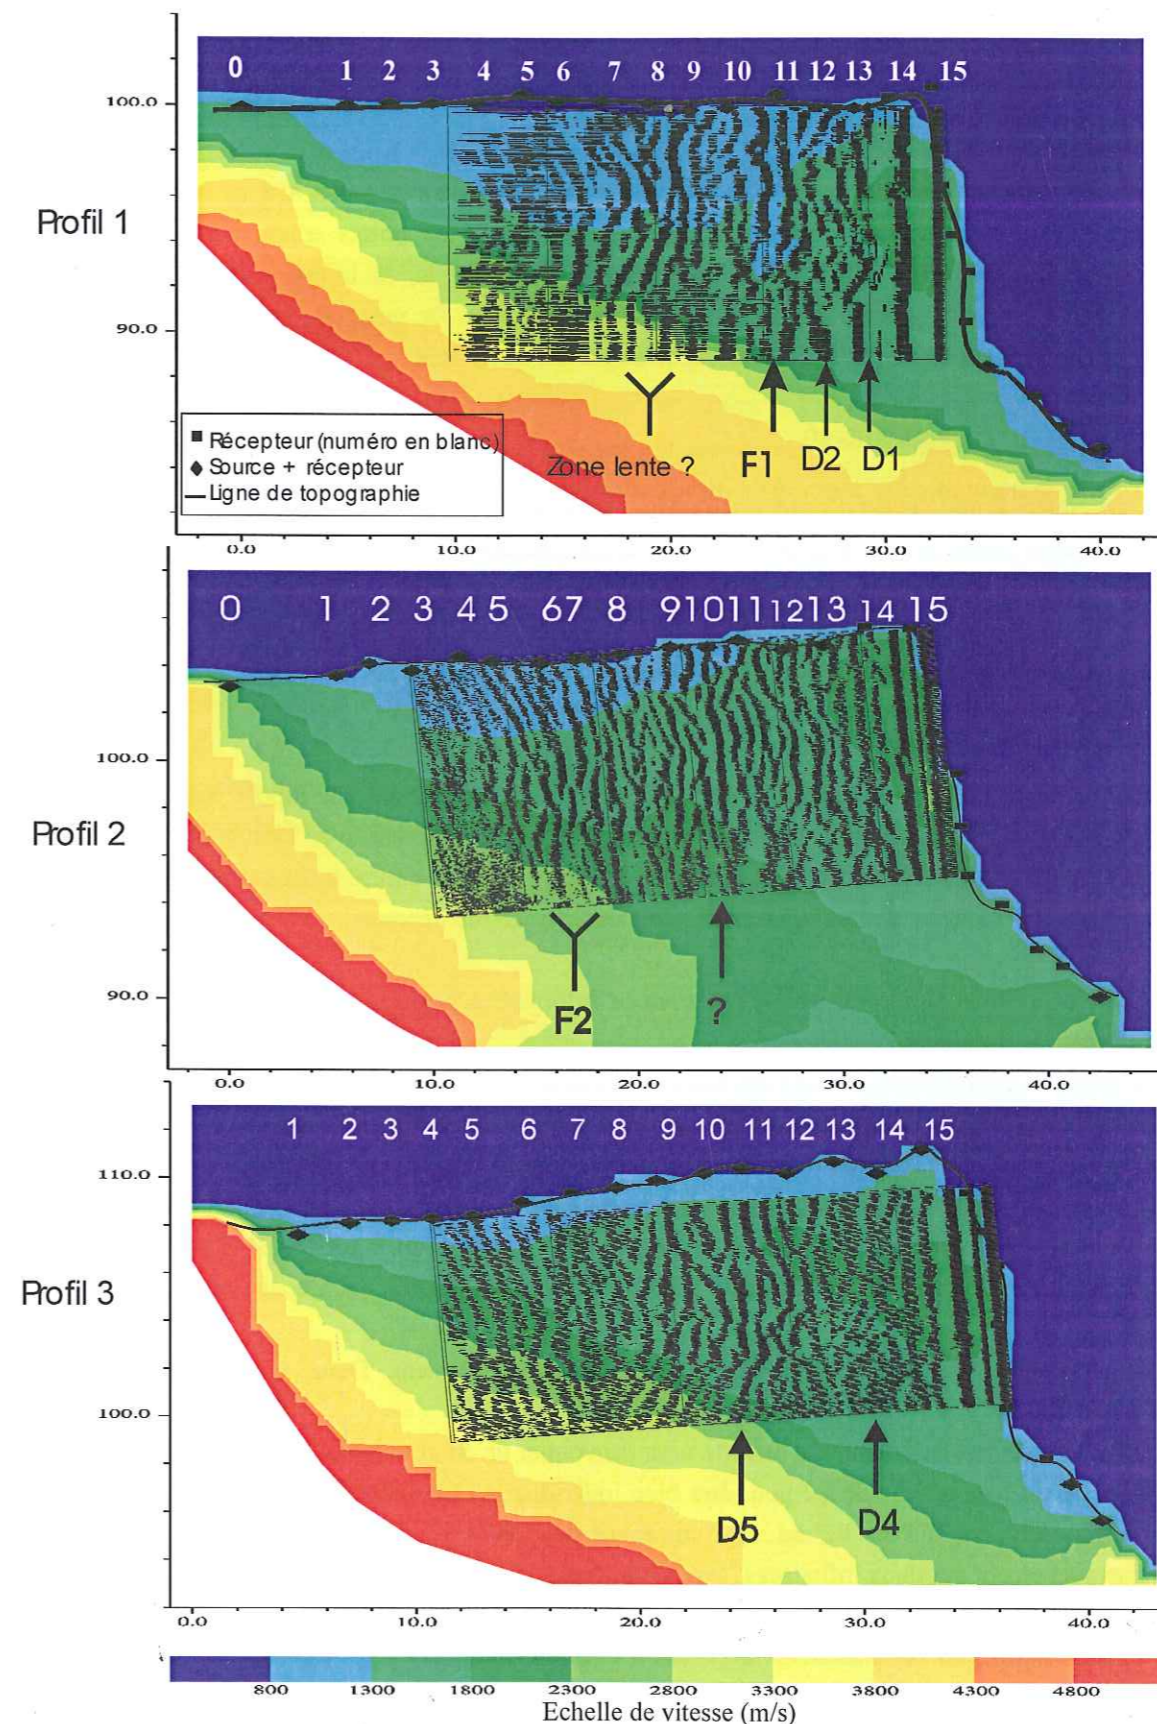 0 1 2 3 4 5 6 7 8 9 10 11 12 13 14 15
100.0
Profil 1
90.0
Récepteur (numéro en blanc)
Source + récepteur
Ligne de topographie
Zone lente ? F1 D2 D1
0.0 10.0 20.0 30.0 40.0
0 1 2 3 4 5 6 7 8 9 10 11 12 13 14 15
100.0
Profil 2
90.0
F2 ?
0.0 10.0 20.0 30.0 40.0
1 2 3 4 5 6 7 8 9 10 11 12 13 14 15
110.0
Profil 3
100.0
D5 D4
0.0 10.0 20.0 30.0 40.0
800 1300 1800 2300 2800 3300 3800 4300 4800
Echelle de vitesse (m/s)